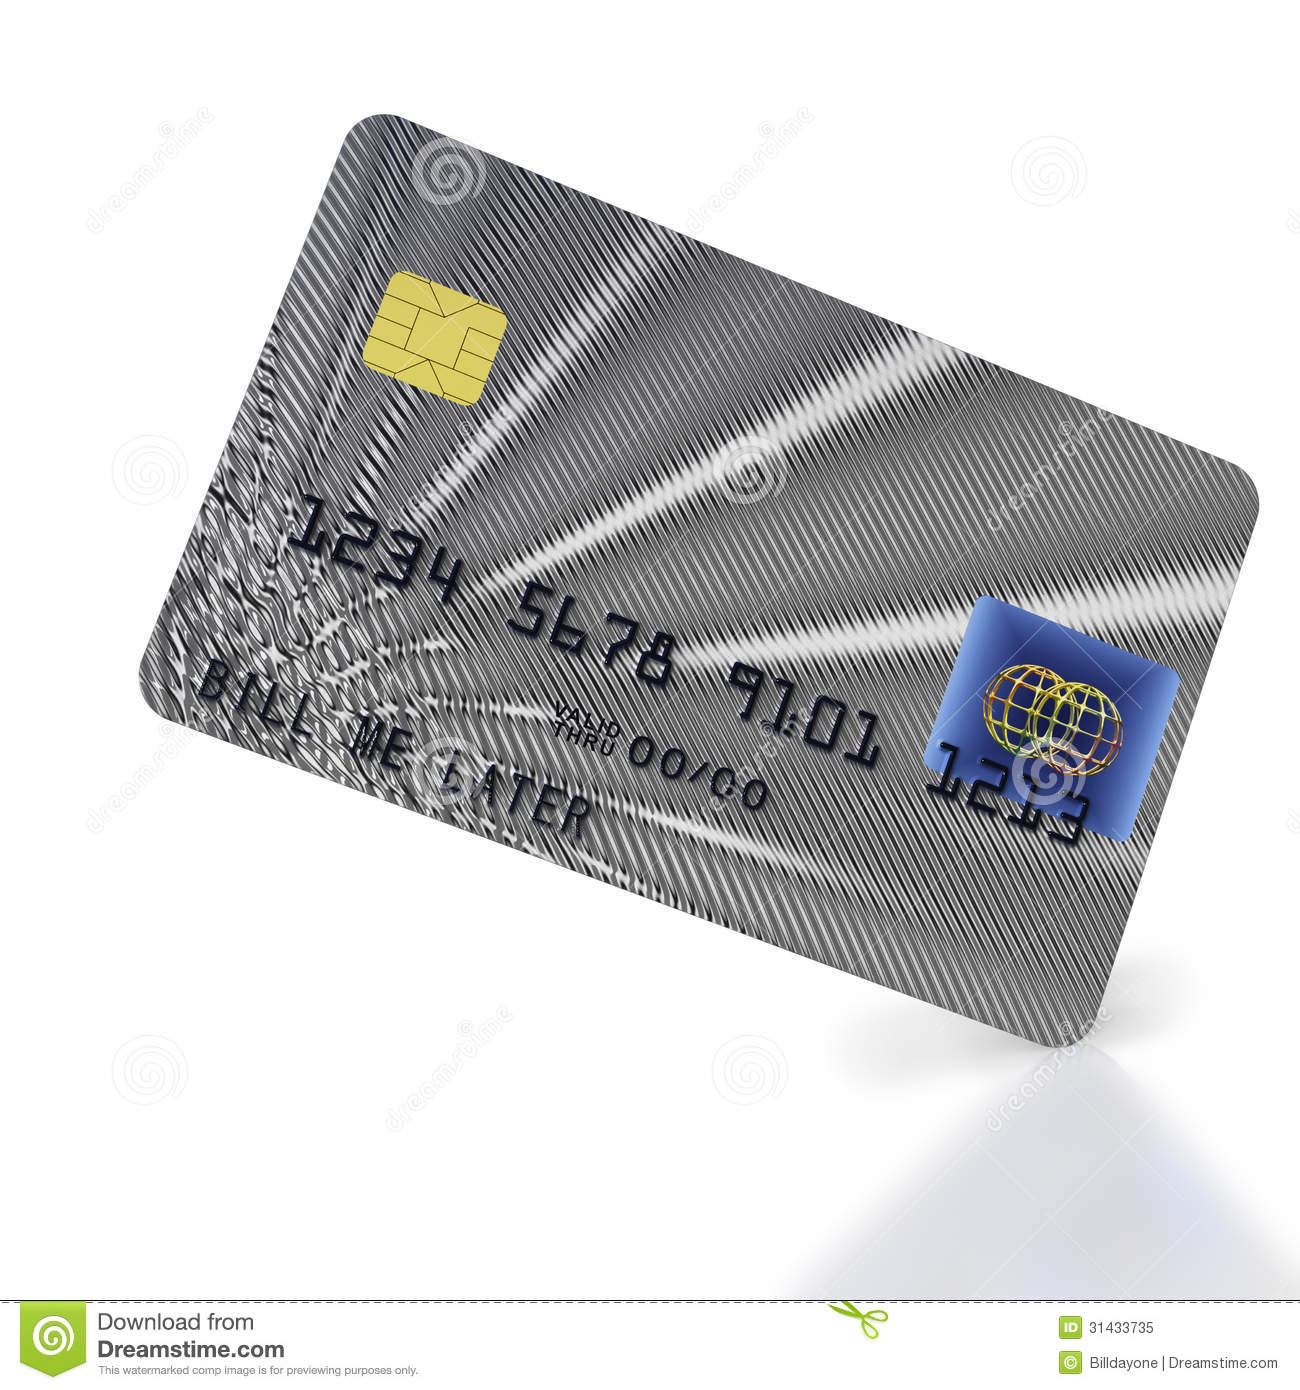 1234 5678 9101 1213
VALID
THRU 00/00
BILL ME LATER
dreamstime
Download from
Dreamstime.com
This watermarked comp image is for previewing purposes only.
ID 31433735
© Billdayone | Dreamstime.com